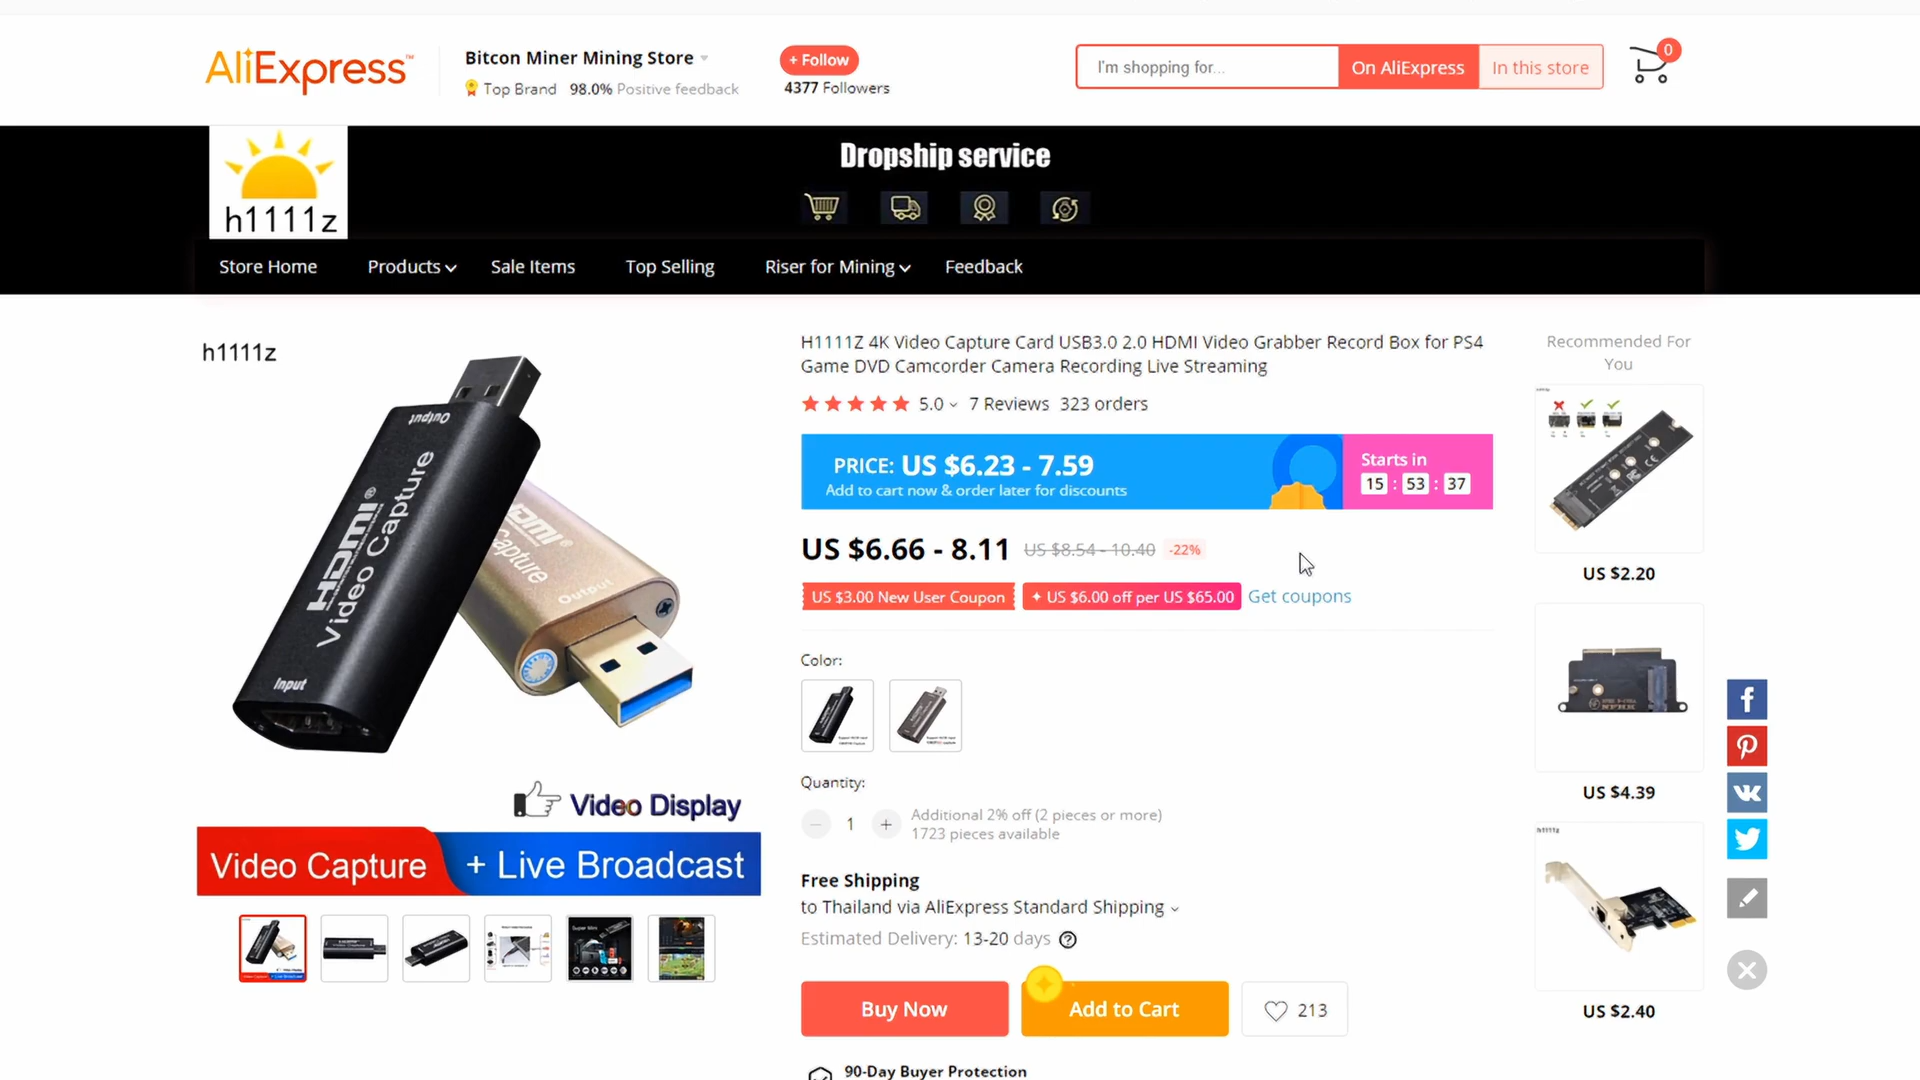 AliExpress™
Bitcon Miner Mining Store
+ Follow
Top Brand 98.0% Positive feedback
4377 Followers
I'm shopping for...
On AliExpress
In this store
0
Dropship service
h1111z
Store Home
Products
Sale Items
Top Selling
Riser for Mining
Feedback
h1111z
Output
HDMI®
Video Capture
Input
HDMI
Capture
Output
Video Display
Video Capture + Live Broadcast
H1111Z 4K Video Capture Card USB3.0 2.0 HDMI Video Grabber Record Box for PS4
Game DVD Camcorder Camera Recording Live Streaming
5.0 7 Reviews 323 orders
PRICE: US $6.23 - 7.59
Add to cart now & order later for discounts
Starts in
15 : 53 : 37
US $6.66 - 8.11 US $8.54 - 10.40 -22%
US $3.00 New User Coupon
US $6.00 off per US $65.00
Get coupons
Color:
Quantity:
1
Additional 2% off (2 pieces or more)
1723 pieces available
Free Shipping
to Thailand via AliExpress Standard Shipping
Estimated Delivery: 13-20 days
Buy Now
Add to Cart
213
90-Day Buyer Protection
Recommended For
You
US $2.20
US $4.39
h1111z
US $2.40